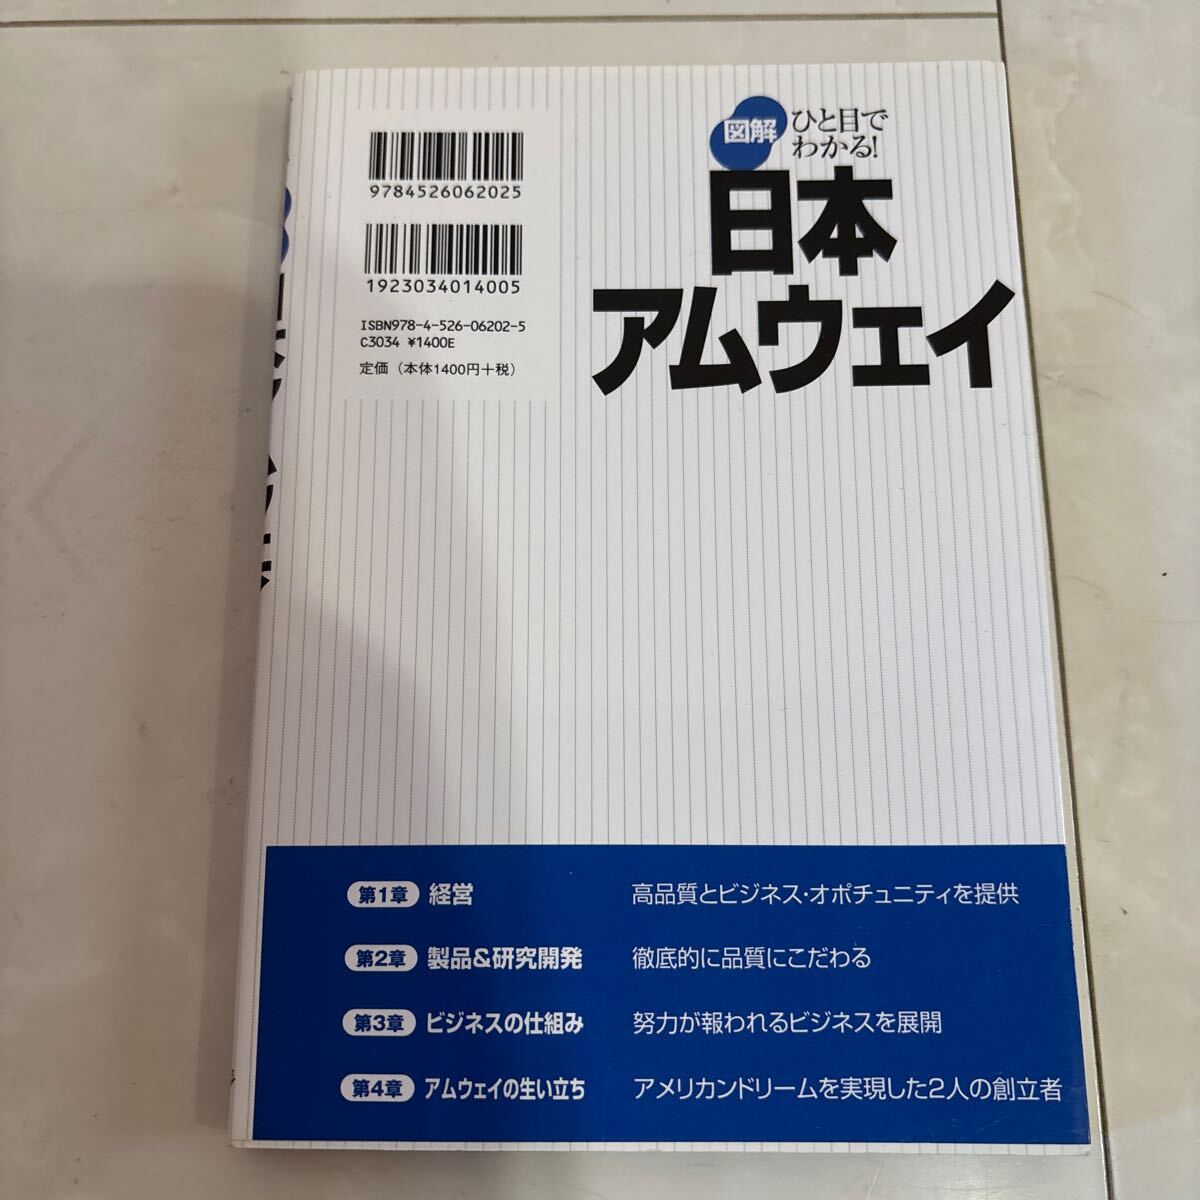 9784526062025
1923034014005
ISBN978-4-526-06202-5
C3034 ¥1400E
定価（本体1400円＋税）
図解
ひと目で
わかる!
日本
アムウェイ
第1章 経営 高品質とビジネス・オポチュニティを提供
第2章 製品&研究開発 徹底的に品質にこだわる
第3章 ビジネスの仕組み 努力が報われるビジネスを展開
第4章 アムウェイの生い立ち アメリカンドリームを実現した2人の創立者